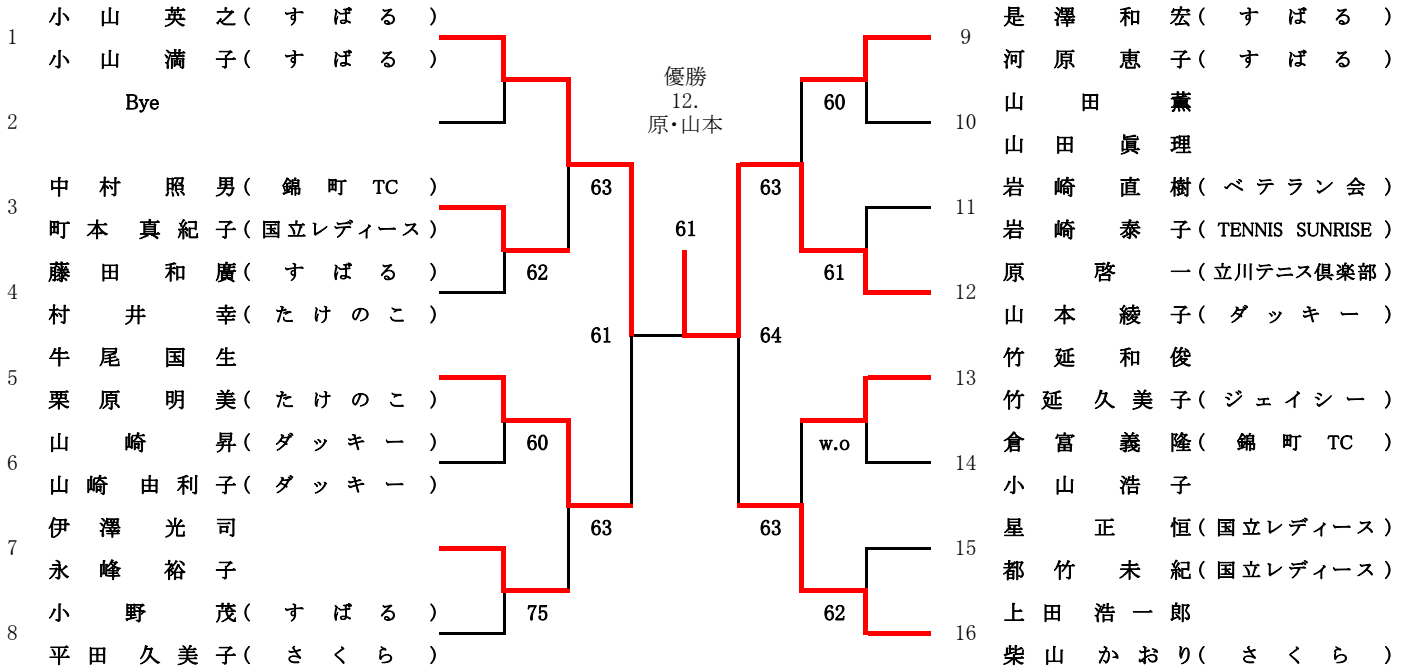 小山 英之(すばる)
1
小山 満子(すばる)
Bye
2
中村 照男(錦町 TC)
3
町本 真紀子(国立レディース)
藤田 和廣(すばる)
4
村井 幸(たけのこ)
牛尾 国生
5
栗原 明美(たけのこ)
山崎 昇(ダッキー)
6
山崎 由利子(ダッキー)
伊澤 光司
7
永峰 裕子
小野 茂(すばる)
8
平田 久美子(さくら)
63
62
61
60
63
75
優勝
12.
原・山本
61
60
63
61
64
w.o
63
62
是澤 和宏(すばる)
9
河原 恵子(すばる)
山田 薫
10
山田 眞理
岩崎 直樹(ベテラン会)
11
岩崎 泰子(TENNIS SUNRISE)
原 啓一(立川テニス倶楽部)
12
山本 綾子(ダッキー)
竹延 和俊
13
竹延 久美子(ジェイシー)
倉富 義隆(錦町 TC)
14
小山 浩子
星 正恒(国立レディース)
15
都竹 未紀(国立レディース)
上田 浩一郎
16
柴山 かおり(さくら)